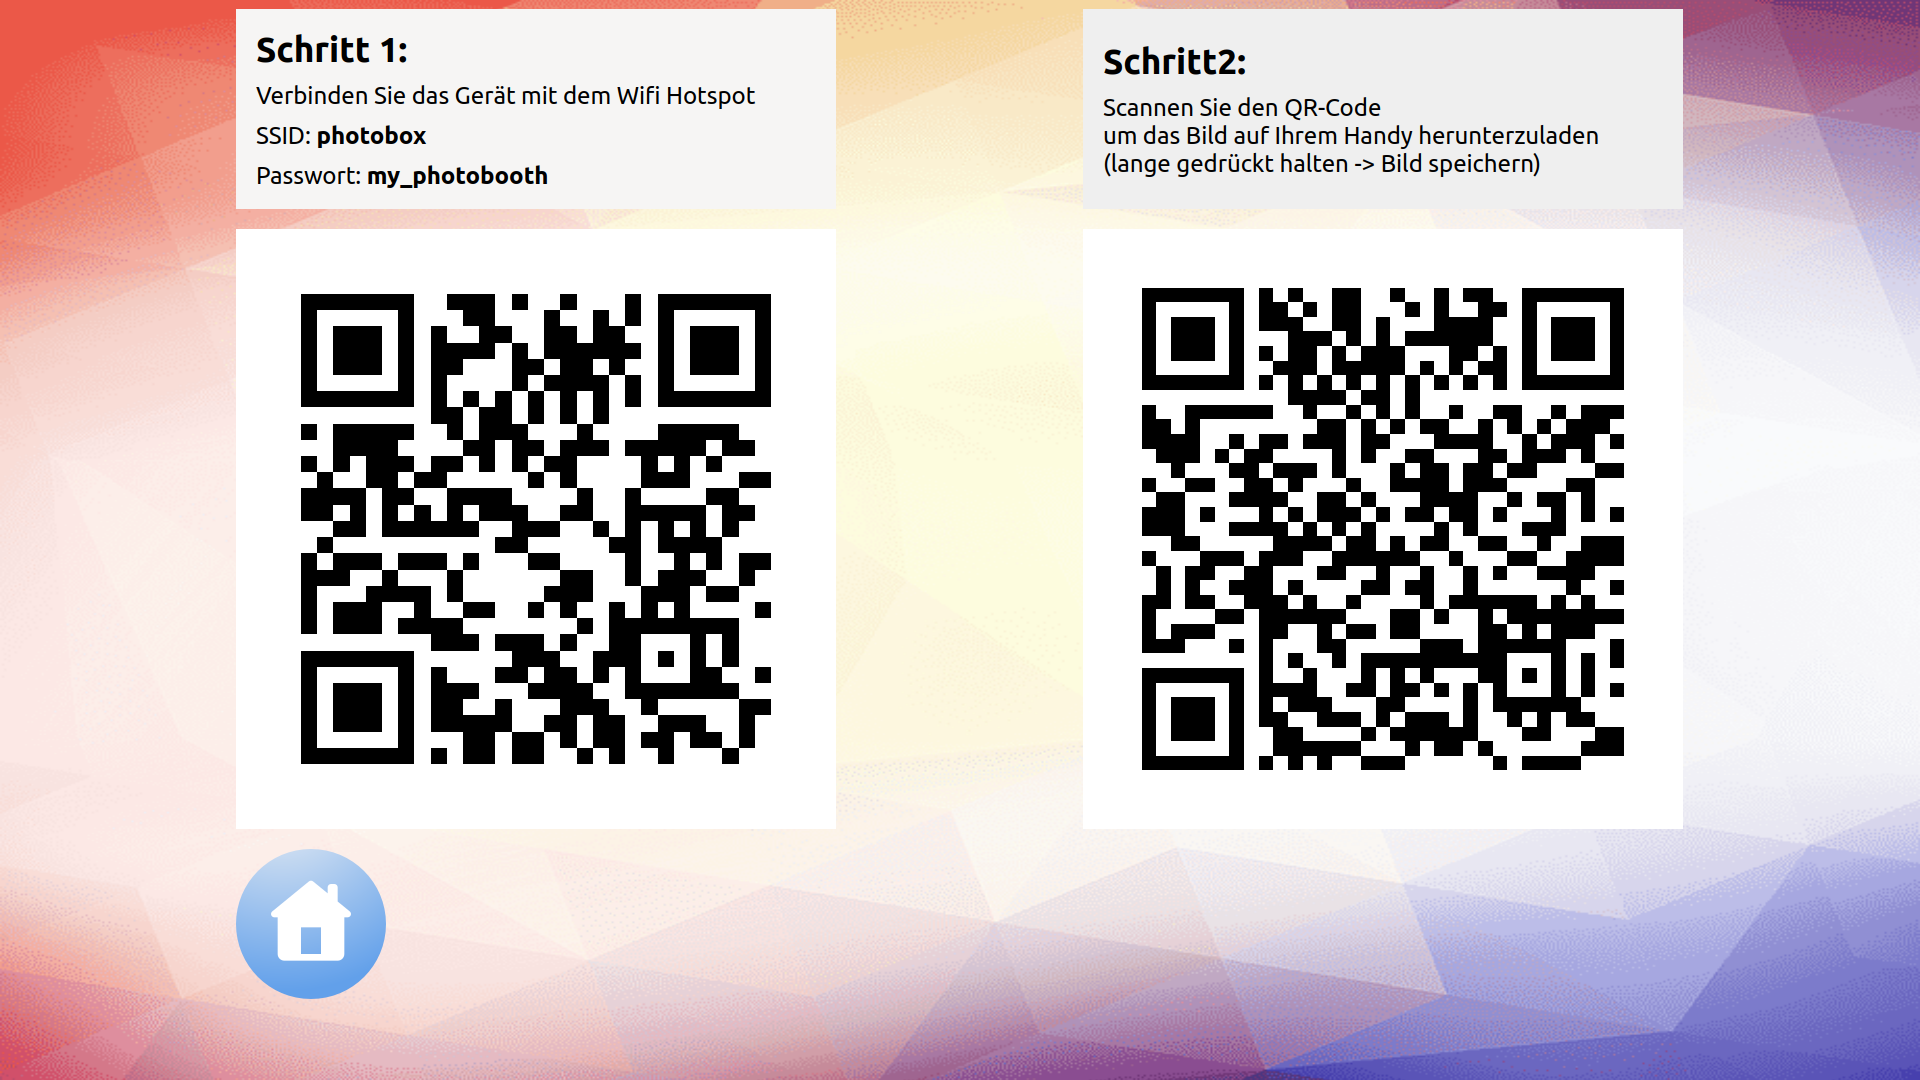 Schritt 1:
Verbinden Sie das Gerät mit dem Wifi Hotspot
SSID: photobox
Passwort: my_photobooth
Schritt2:
Scannen Sie den QR-Code
um das Bild auf Ihrem Handy herunterzuladen
(lange gedrückt halten -> Bild speichern)